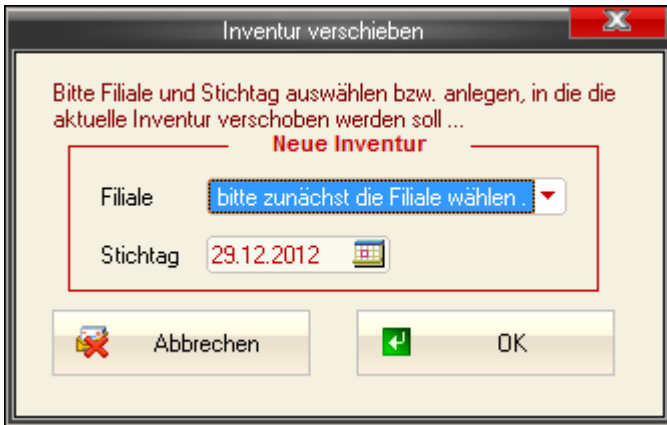 Inventur verschieben
Bitte Filiale und Stichtag auswählen bzw. anlegen, in die die
aktuelle Inventur verschoben werden soll ...
Neue Inventur
Filiale bitte zunächst die Filiale wählen .
Stichtag 29.12.2012
Abbrechen OK